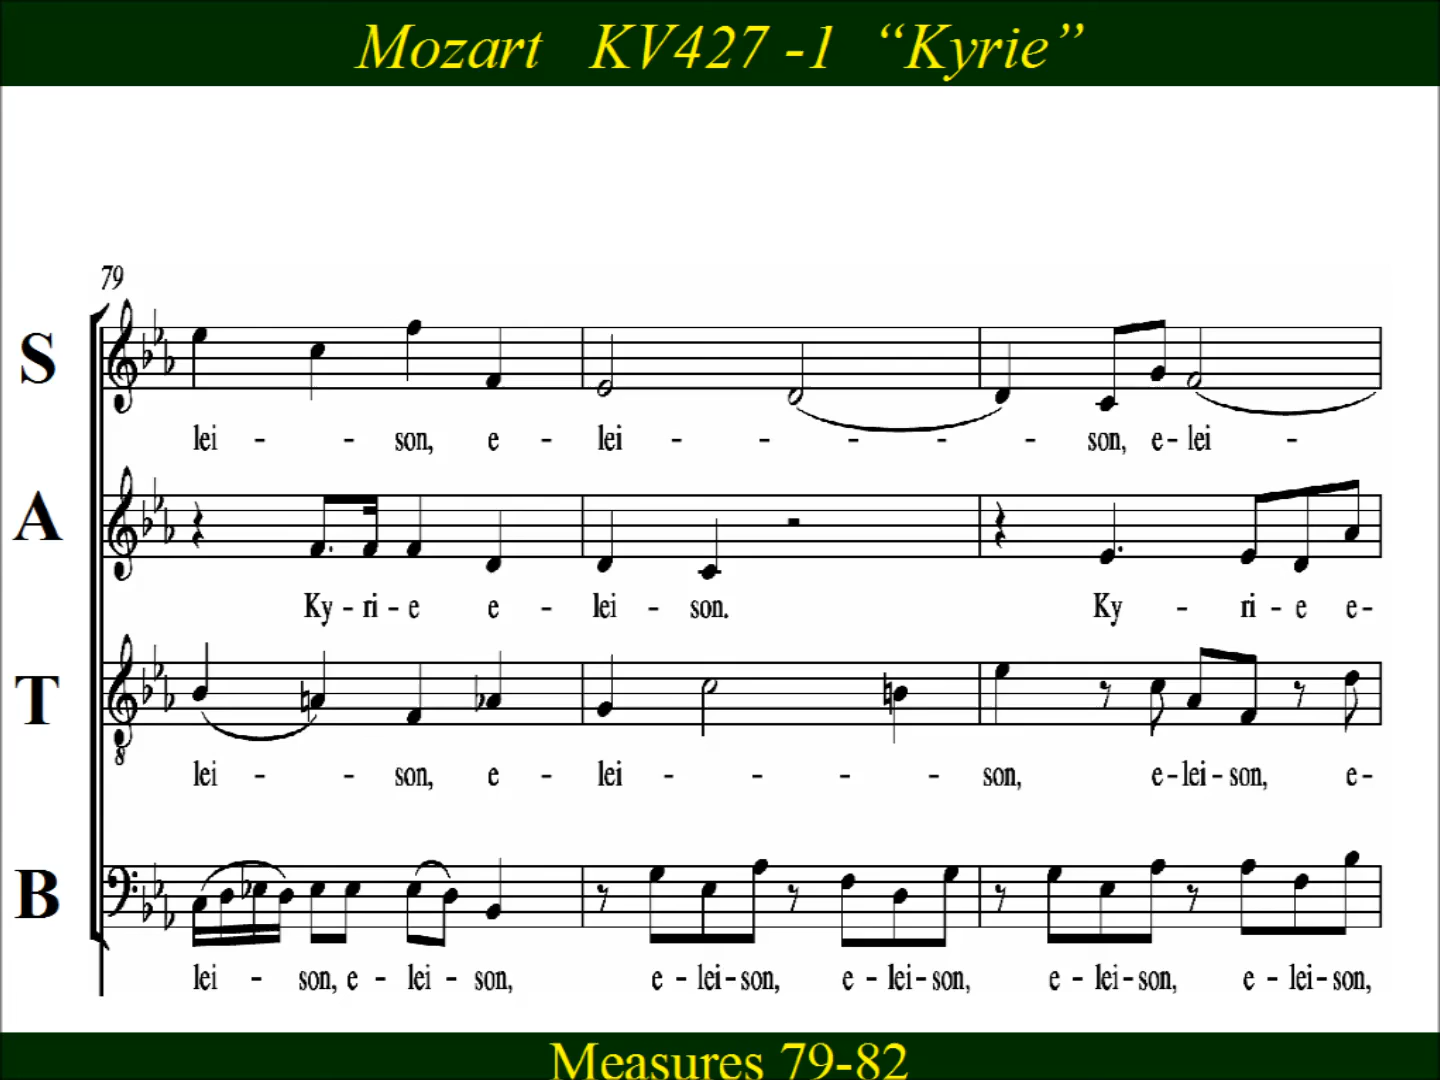 Mozart KV427 -1 “Kyrie”
79
S
lei - - son, e - lei - - - - - son, e - lei -
A
Ky - ri - e e - lei - son. Ky - ri - e e -
T
8
lei - - son, e - lei - - - - son, e - lei - son, e -
B
lei - son, e - lei - son, e - lei - son, e - lei - son, e - lei - son, e - lei - son,
Measures 79-82